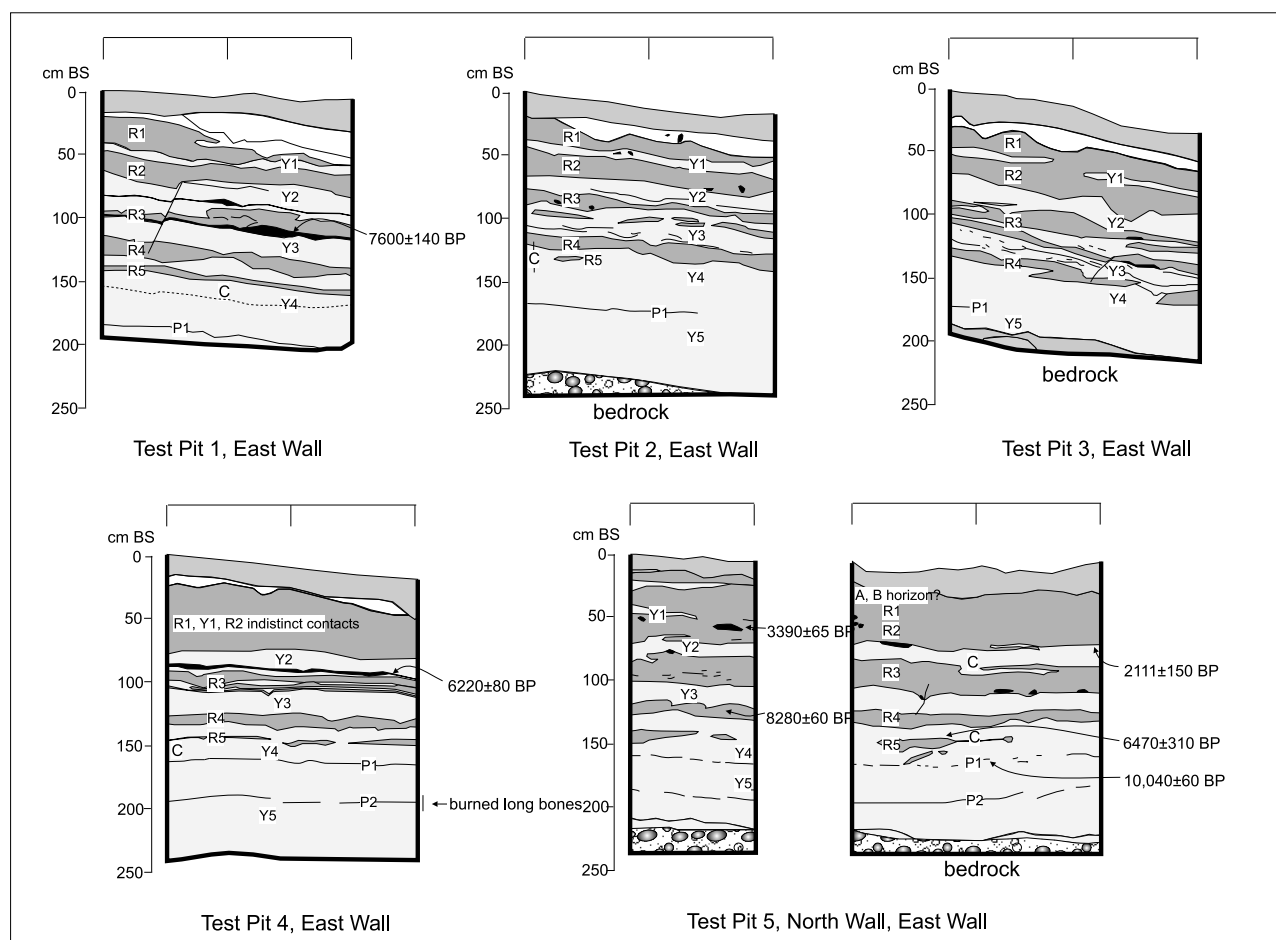 cm BS
0
50
100
150
200
250
R1
Y1
R2
Y2
R3
Y3
R4
R5
C
Y4
P1
7600±140 BP
Test Pit 1, East Wall
cm BS
0
50
100
150
200
250
R1
Y1
R2
Y2
R3
Y3
R4
C
R5
Y4
P1
Y5
bedrock
Test Pit 2, East Wall
cm BS
0
50
100
150
200
250
R1
Y1
R2
R3
Y2
R4
Y3
Y4
P1
Y5
bedrock
Test Pit 3, East Wall
cm BS
0
50
100
150
200
250
R1, Y1, R2 indistinct contacts
Y2
R3
Y3
R4
R5
C
Y4
P1
P2
Y5
6220±80 BP
burned long bones
Test Pit 4, East Wall
cm BS
0
50
100
150
200
250
Y1
Y2
Y3
Y4
Y5
3390±65 BP
8280±60 BP
A, B horizon?
R1
R2
C
R3
R4
R5
C
P1
P2
2111±150 BP
6470±310 BP
10,040±60 BP
bedrock
Test Pit 5, North Wall, East Wall